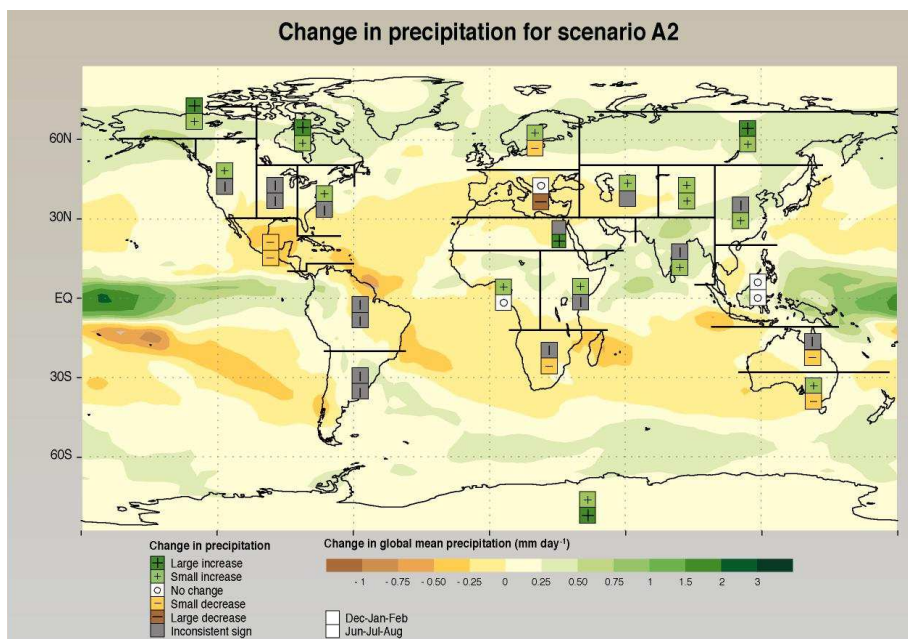 Change in precipitation for scenario A2
60N
30N
EQ
30S
60S
Change in precipitation
Large increase
Small increase
No change
Small decrease
Large decrease
Inconsistent sign
Change in global mean precipitation (mm day⁻¹)
- 1 - 0.75 -0.50 -0.25 0 0.25 0.50 0.75 1 1.5 2 3
Dec-Jan-Feb
Jun-Jul-Aug